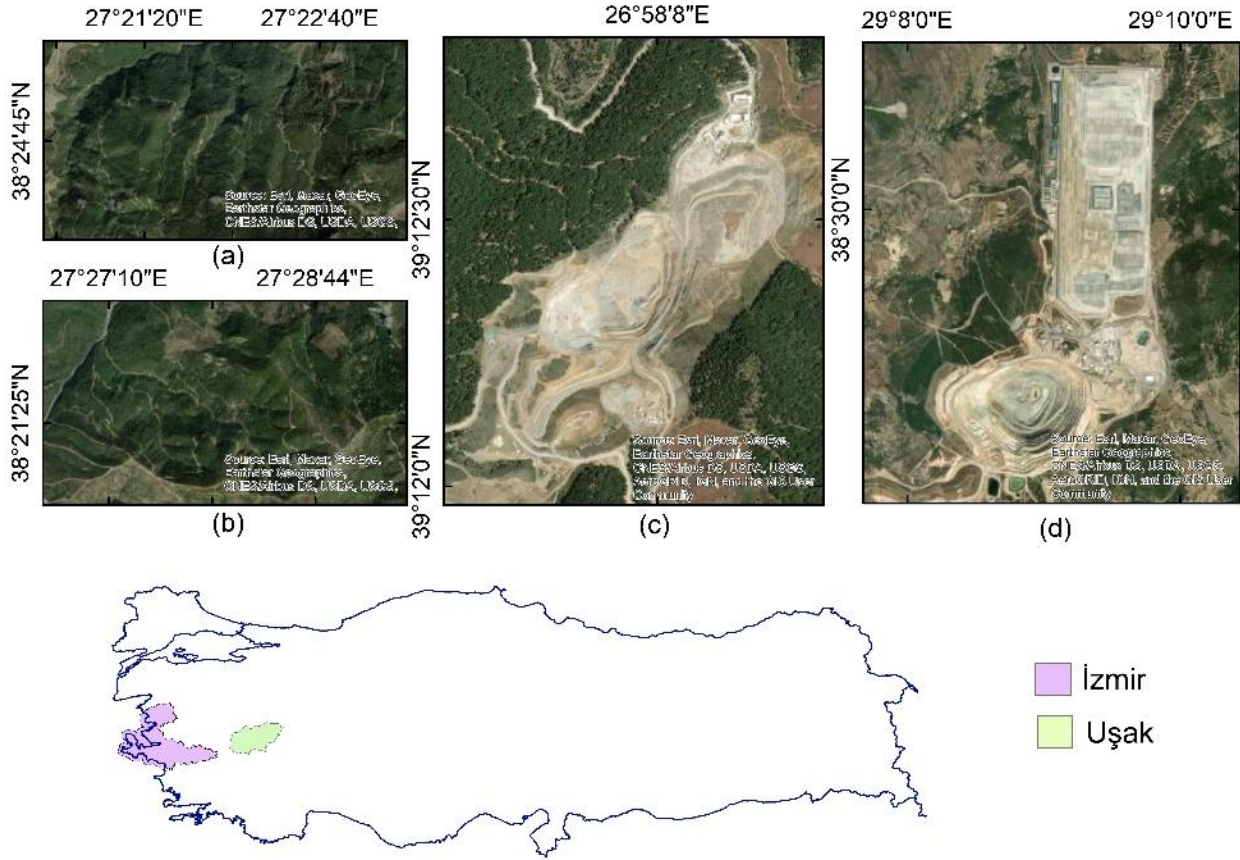 27°21'20"E 27°22'40"E
38°24'45"N
Source: Esri, Maxar, GeoEye,
Earthstar Geographics,
CNES/Airbus DS, USDA, USGS,
(a)
27°27'10"E 27°28'44"E
38°21'25"N
Source: Esri, Maxar, GeoEye,
Earthstar Geographics,
CNES/Airbus DS, USDA, USGS,
(b)
26°58'8"E
39°12'30"N
39°12'0"N
Source: Esri, Maxar, GeoEye,
Earthstar Geographics,
CNES/Airbus DS, USDA, USGS,
AeroGRID, IGN, and the GIS User
Community
(c)
29°8'0"E 29°10'0"E
38°30'0"N
Source: Esri, Maxar, GeoEye,
Earthstar Geographics,
CNES/Airbus DS, USDA, USGS,
AeroGRID, IGN, and the GIS User
Community
(d)
İzmir
Uşak